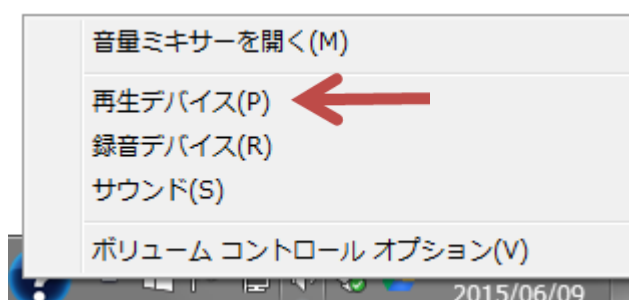 音量ミキサーを開く(M)
再生デバイス(P)
録音デバイス(R)
サウンド(S)
ボリューム コントロール オプション(V)
2015/06/09